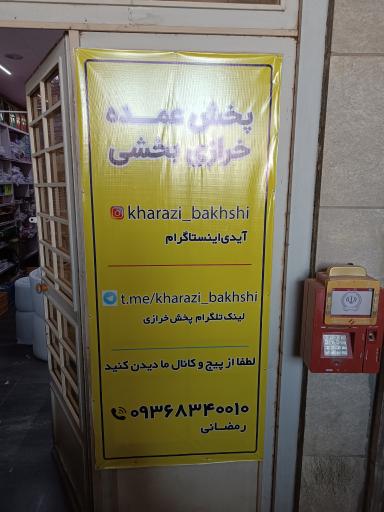 پخش عمده
خرازی بخشی
kharazi_bakhshi
آیدی اینستاگرام
t.me/kharazi_bakhshi
لینک تلگرام پخش خرازی
لطفا از پیج و کانال ما دیدن کنید
۰۹۳۶۸۳۴۰۰۱۰
رمضانی